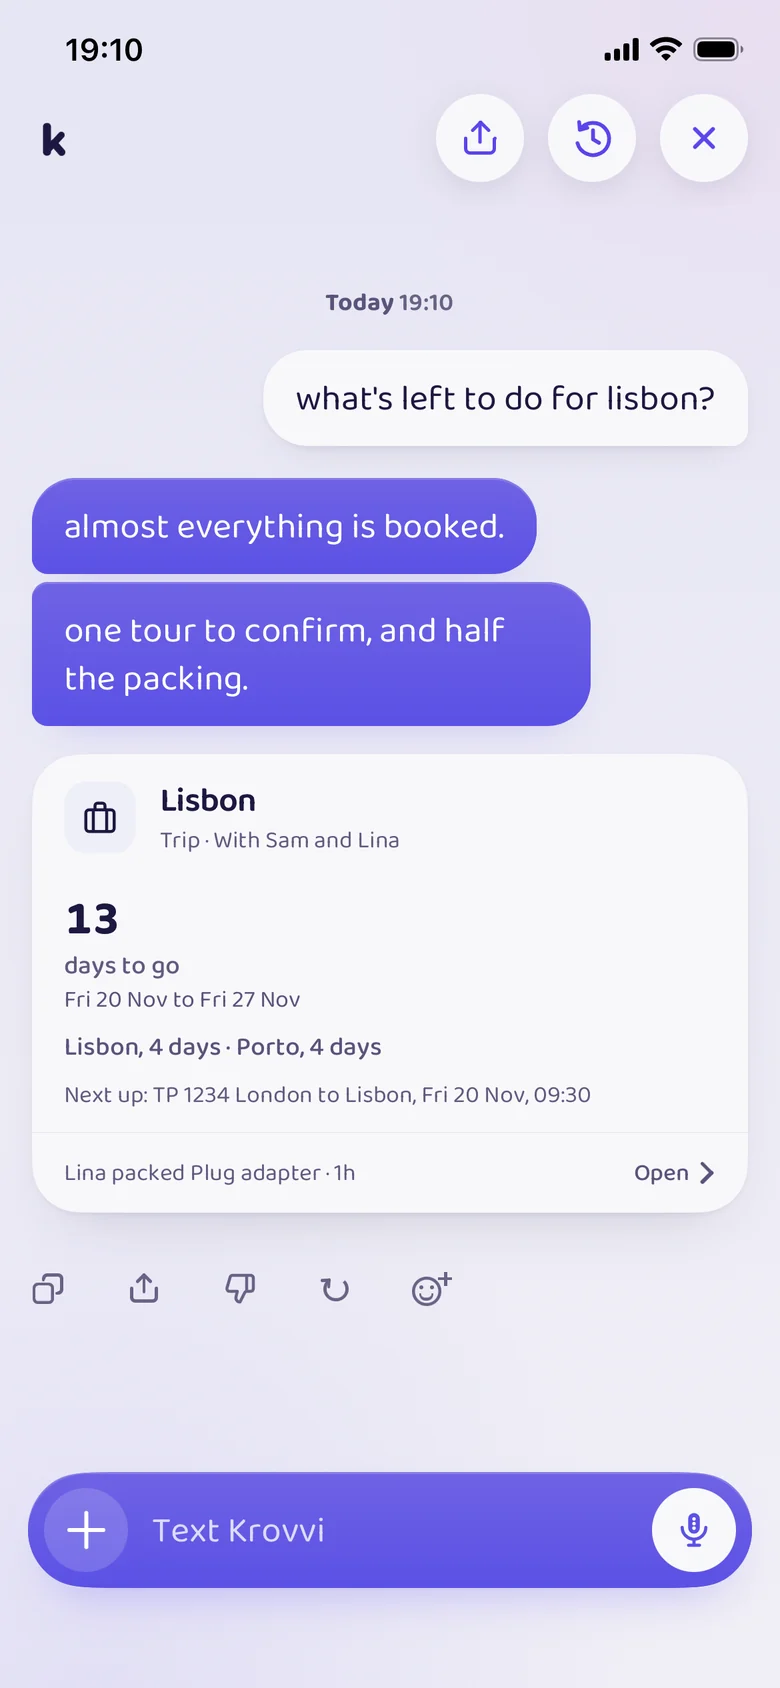 19:10
k
Today 19:10
what's left to do for lisbon?
almost everything is booked.
one tour to confirm, and half
the packing.
Lisbon
Trip · With Sam and Lina
13
days to go
Fri 20 Nov to Fri 27 Nov
Lisbon, 4 days · Porto, 4 days
Next up: TP 1234 London to Lisbon, Fri 20 Nov, 09:30
Lina packed Plug adapter · 1h
Open
Text Krovvi